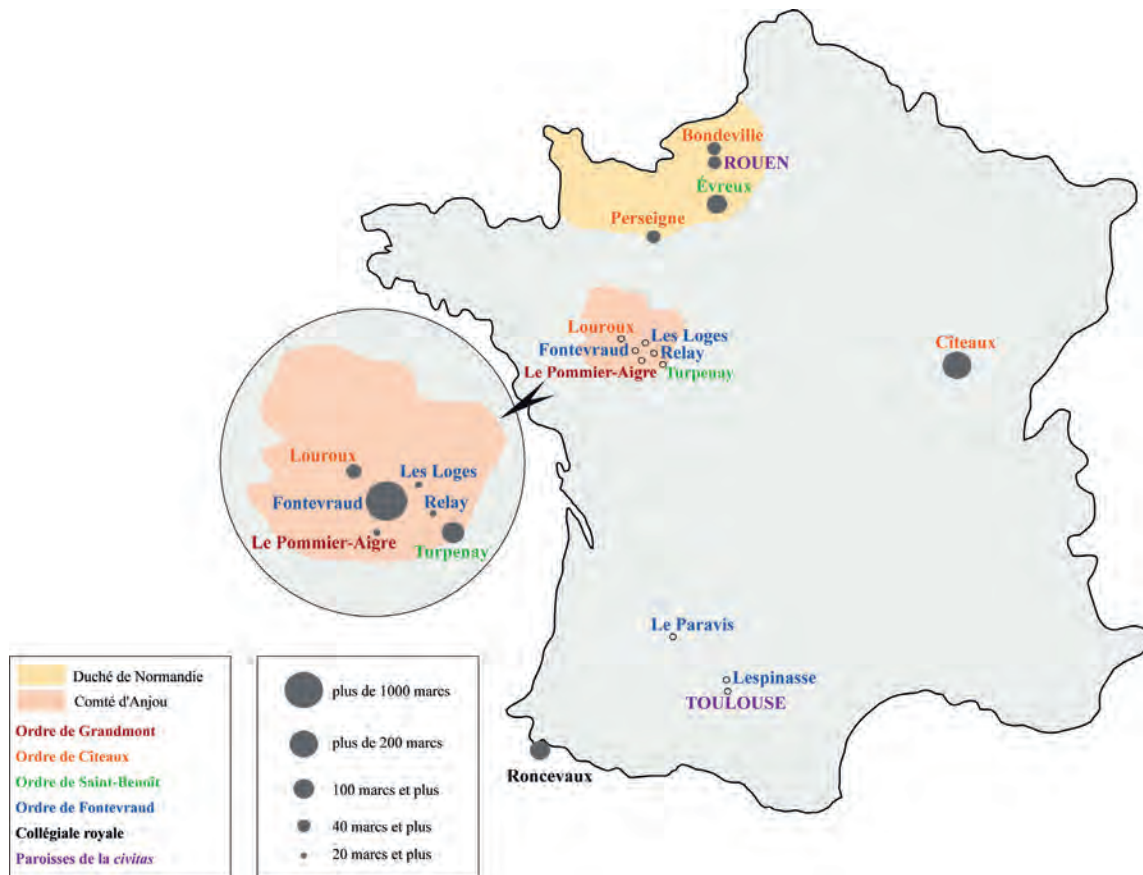 Bondeville
ROUEN
Évreux
Perseigne
Louroux
Les Loges
Fontevraud
Relay
Le Pommier-Aigre
Turpenay
Cîteaux
Louroux
Les Loges
Fontevraud
Relay
Le Pommier-Aigre
Turpenay
Le Paravis
Lespinasse
TOULOUSE
Roncevaux
Duché de Normandie
Comté d'Anjou
Ordre de Grandmont
Ordre de Cîteaux
Ordre de Saint-Benoît
Ordre de Fontevraud
Collégiale royale
Paroisses de la civitas
plus de 1000 marcs
plus de 200 marcs
100 marcs et plus
40 marcs et plus
20 marcs et plus